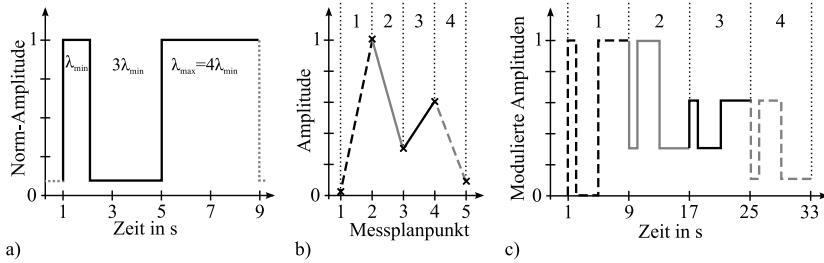 Norm-Amplitude
1
0
λmin
3λmin
λmax=4λmin
1 3 5 7 9
Zeit in s
a)
Amplitude
1
0
1 2 3 4
1 2 3 4 5
Messplanpunkt
b)
Modulierte Amplituden
1
0
1 2 3 4
1 9 17 25 33
Zeit in s
c)